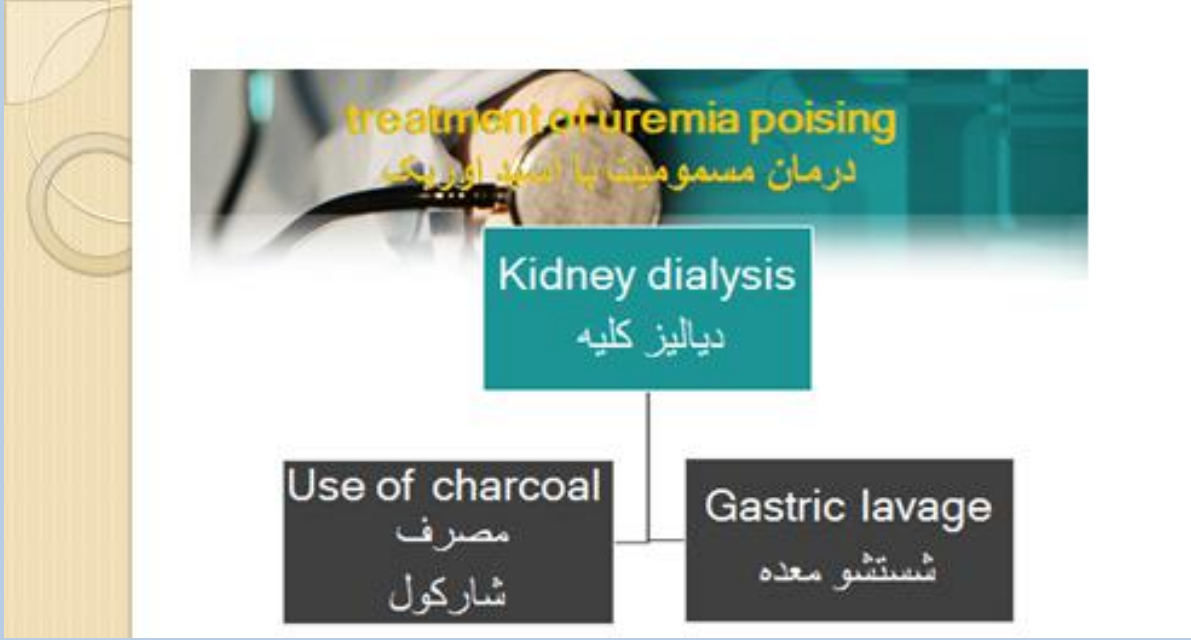 treatment of uremia poising
درمان مسمومیت با اسید اوریک
Kidney dialysis
دیالیز کلیه
Use of charcoal
مصرف
شارکول
Gastric lavage
شستشو معده